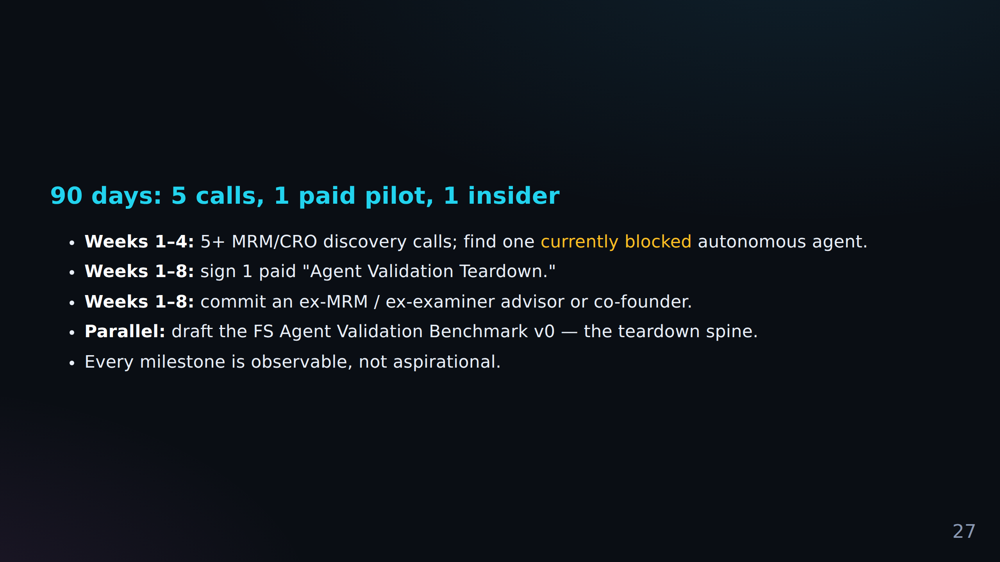 90 days: 5 calls, 1 paid pilot, 1 insider
• Weeks 1–4: 5+ MRM/CRO discovery calls; find one currently blocked autonomous agent.
• Weeks 1–8: sign 1 paid "Agent Validation Teardown."
• Weeks 1–8: commit an ex-MRM / ex-examiner advisor or co-founder.
• Parallel: draft the FS Agent Validation Benchmark v0 — the teardown spine.
• Every milestone is observable, not aspirational.
27